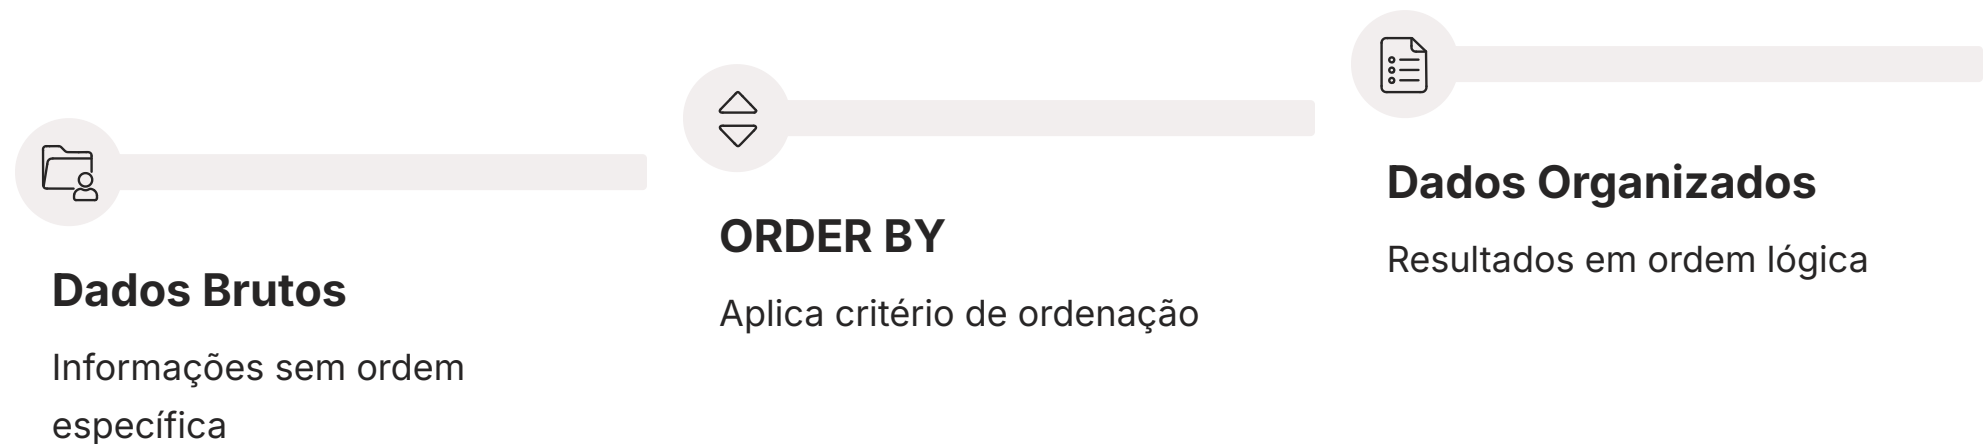 Dados Brutos
Informações sem ordem
específica
ORDER BY
Aplica critério de ordenação
Dados Organizados
Resultados em ordem lógica